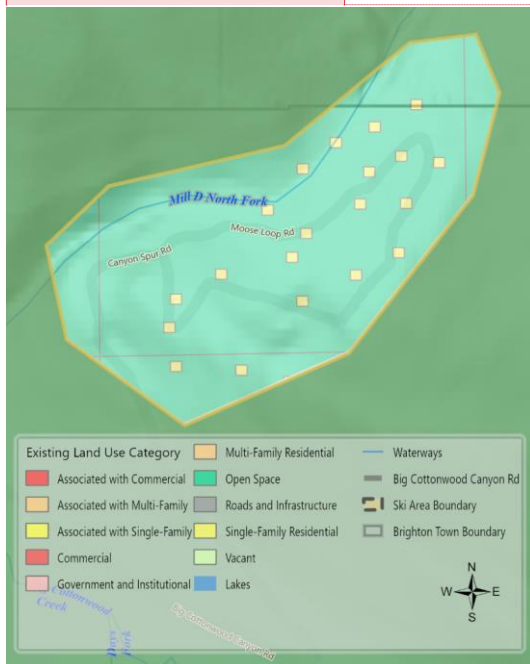 Mill D North Fork
Moose Loop Rd
Canyon Spur Rd
Existing Land Use Category
Associated with Commercial
Associated with Multi-Family
Associated with Single-Family
Commercial
Government and Institutional
Multi-Family Residential
Open Space
Roads and Infrastructure
Single-Family Residential
Vacant
Lakes
Waterways
Big Cottonwood Canyon Rd
Ski Area Boundary
Brighton Town Boundary
N
W E
S
Cottonwood
Creek
Days
Fork
Big Cottonwood Canyon Rd